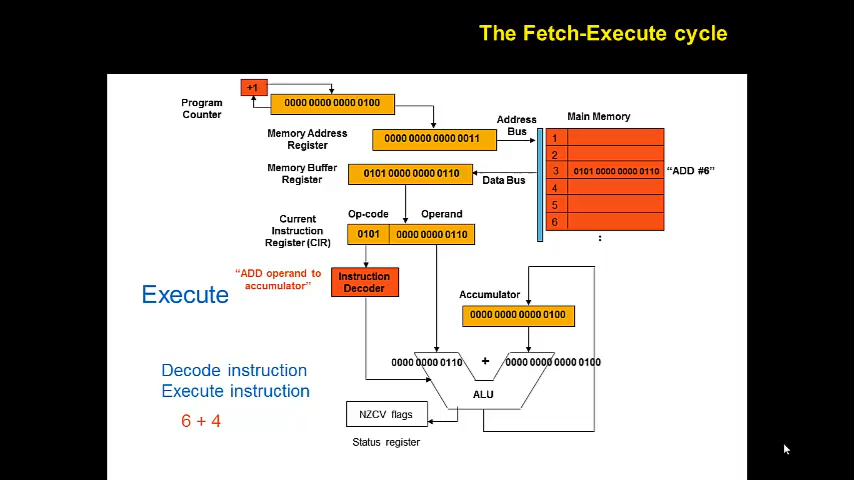 The Fetch-Execute cycle
+1
0000 0000 0000 0100
Program
Counter
Memory Address
Register
0000 0000 0000 0011
Address
Bus
Main Memory
1
2
3 0101 0000 0000 0110 “ADD #6”
4
5
6
:
Memory Buffer
Register
0101 0000 0000 0110
Data Bus
Op-code Operand
Current
Instruction
Register (CIR)
0101 0000 0000 0110
“ADD operand to
accumulator”
Instruction
Decoder
Execute
Accumulator
0000 0000 0000 0100
0000 0000 0110 + 0000 0000 0000 0100
ALU
Decode instruction
Execute instruction
6 + 4
NZCV flags
Status register